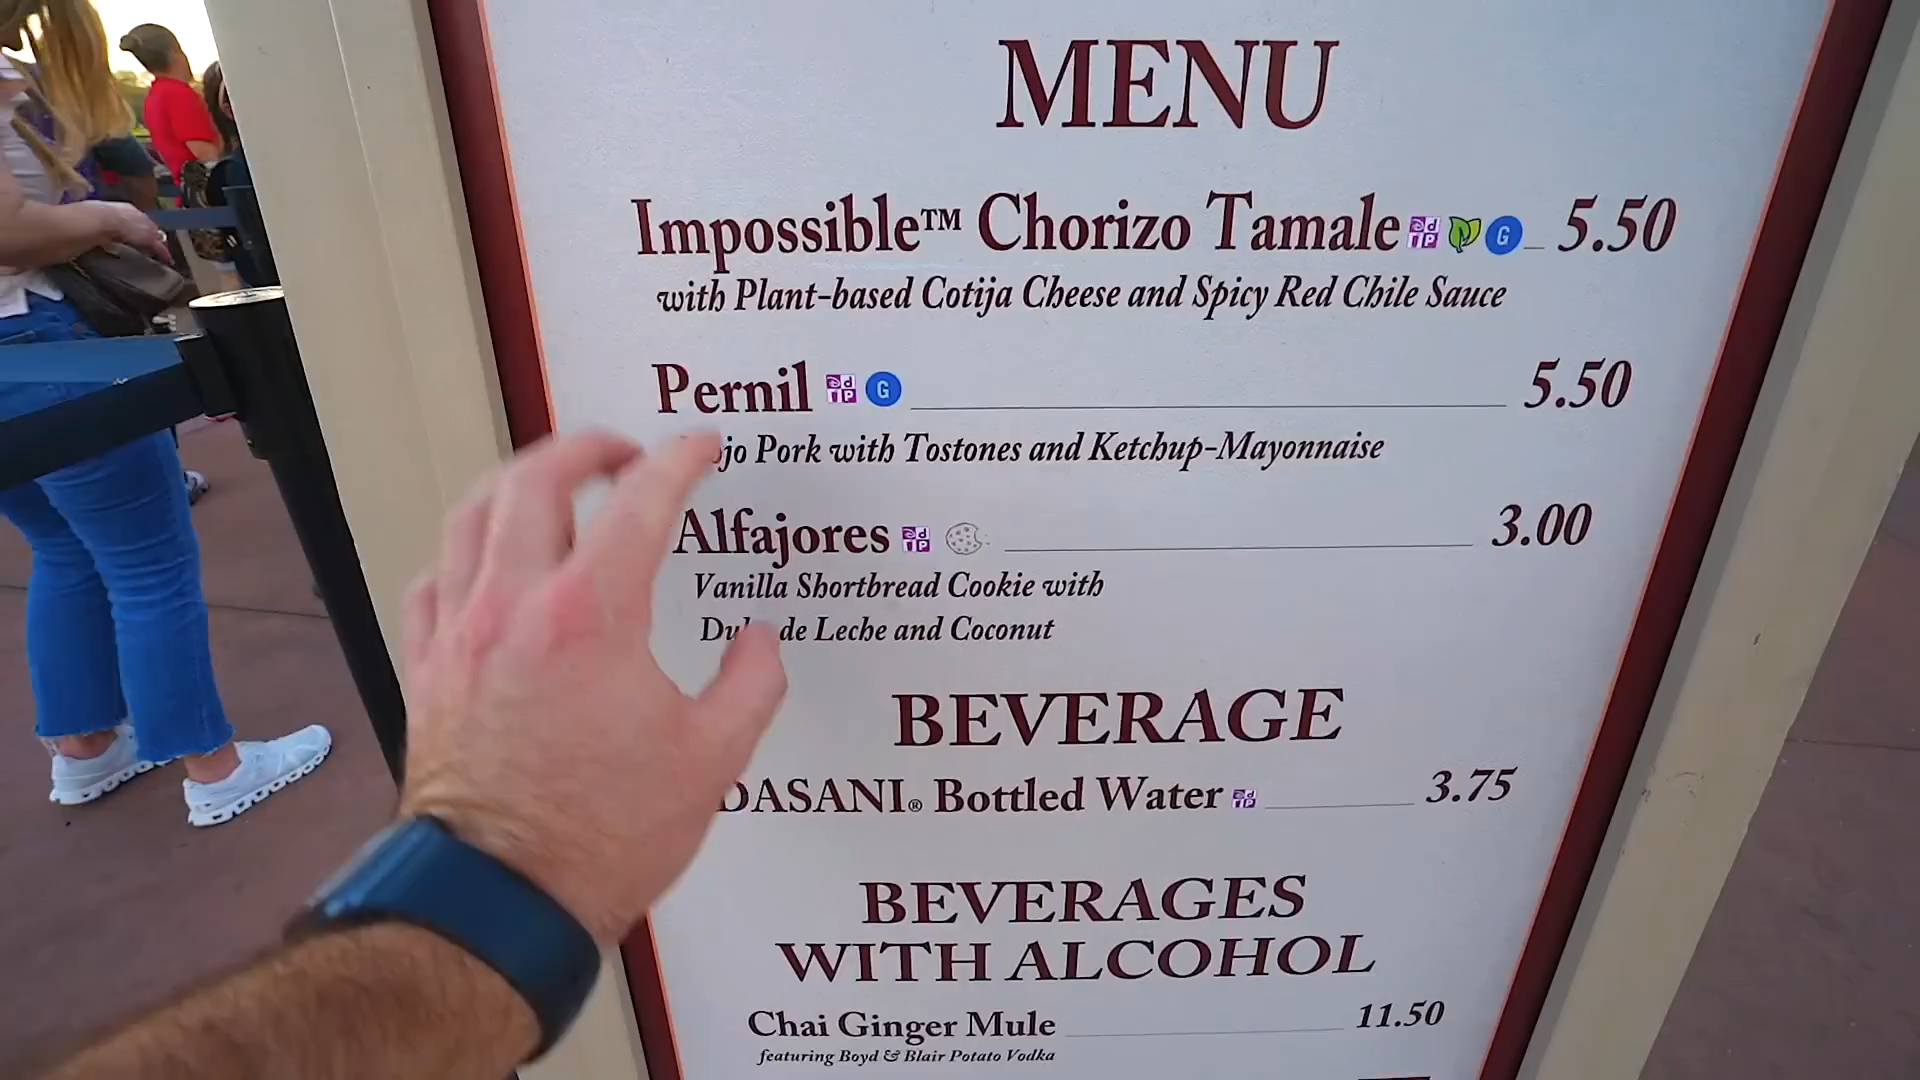 MENU
Impossible™ Chorizo Tamale G 5.50
with Plant-based Cotija Cheese and Spicy Red Chile Sauce
Pernil G 5.50
Pork with Tostones and Ketchup-Mayonnaise
Alfajores 3.00
Vanilla Shortbread Cookie with
de Leche and Coconut
BEVERAGE
DASANI® Bottled Water 3.75
BEVERAGES
WITH ALCOHOL
Chai Ginger Mule 11.50
featuring Boyd & Blair Potato Vodka